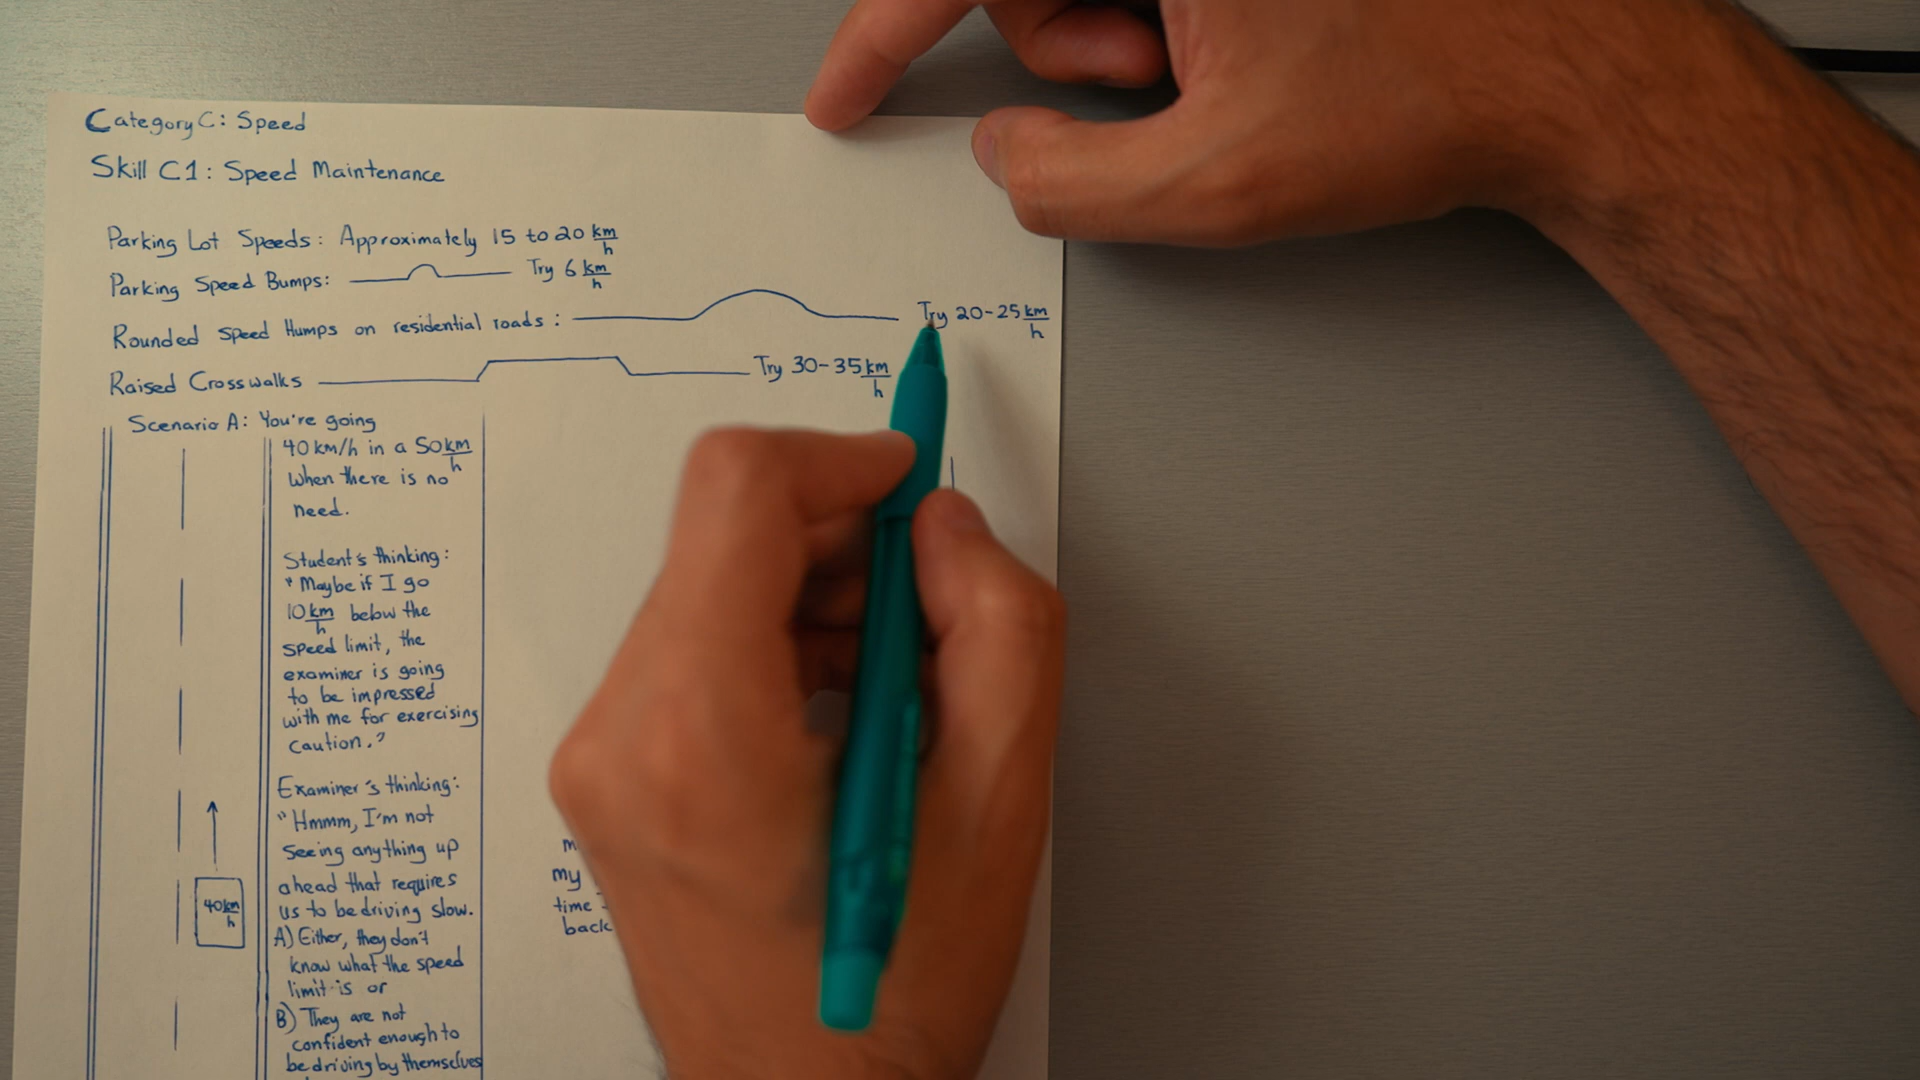 Category C: Speed
Skill C1: Speed Maintenance
Parking Lot Speeds: Approximately 15 to 20 km/h
Parking Speed Bumps: Try 6 km/h
Rounded Speed Humps on residential roads: Try 20-25 km/h
Raised Crosswalks Try 30-35 km/h
Scenario A: You're going
40 km/h in a 50 km/h
when there is no
need.
Student's thinking:
"Maybe if I go
10 km/h below the
speed limit, the
examiner is going
to be impressed
with me for exercising
caution."
Examiner's thinking:
"Hmmm, I'm not
seeing anything up
ahead that requires
us to be driving slow.
A) Either, they don't
know what the speed
limit is or
B) They are not
confident enough to
be driving by themselves
40 km/h
my
time
back